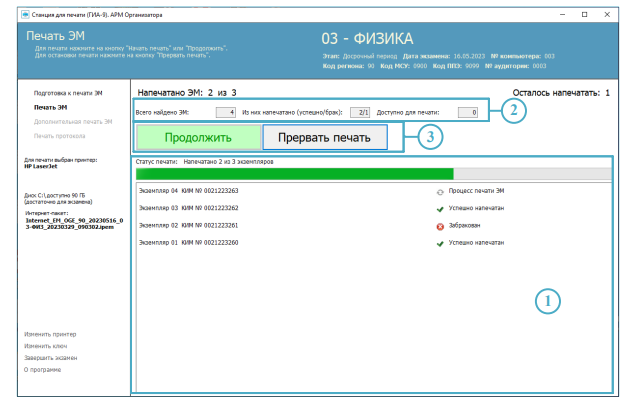 Станция для печати (ГИА-9). АРМ Организатора
Печать ЭМ
Для печати нажмите на кнопку "Начать печать" или "Продолжить".
Для остановки печати нажмите на кнопку "Прервать печать".
03 - ФИЗИКА
Этап: Досрочный период Дата экзамена: 16.05.2023 № компьютера: 003
Код региона: 90 Код МСУ: 0900 Код ППЭ: 9099 № аудитории: 0003
Подготовка к печати ЭМ
Печать ЭМ
Дополнительная печать ЭМ
Печать протокола
Для печати выбран принтер:
HP LaserJet
Диск C:\доступно 90 ГБ
(достаточно для экзамена)
Интернет-пакет:
Internet_EM_OGE_90_20230516_0
3-ФИЗ_20230329_090302.ipem
Изменить принтер
Изменить ключ
Завершить экзамен
О программе
Напечатано ЭМ: 2 из 3
Осталось напечатать: 1
Всего найдено ЭМ: 4 Из них напечатано (успешно/брак): 2/1 Доступно для печати: 0
2
Продолжить
Прервать печать
3
Статус печати: Напечатано 2 из 3 экземпляров
Экземпляр 04 КИМ № 0021223263 Процесс печати ЭМ
Экземпляр 03 КИМ № 0021223262 Успешно напечатан
Экземпляр 02 КИМ № 0021223261 Забракован
Экземпляр 01 КИМ № 0021223260 Успешно напечатан
1